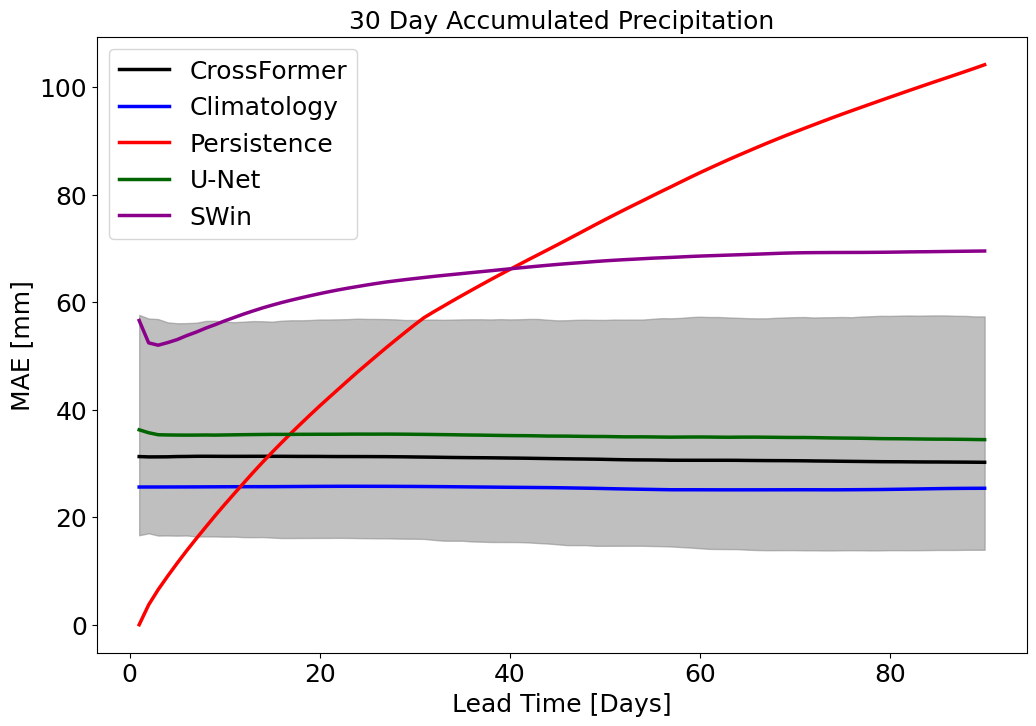 30 Day Accumulated Precipitation
CrossFormer
Climatology
Persistence
U-Net
SWin
MAE [mm]
100
80
60
40
20
0
0 20 40 60 80
Lead Time [Days]